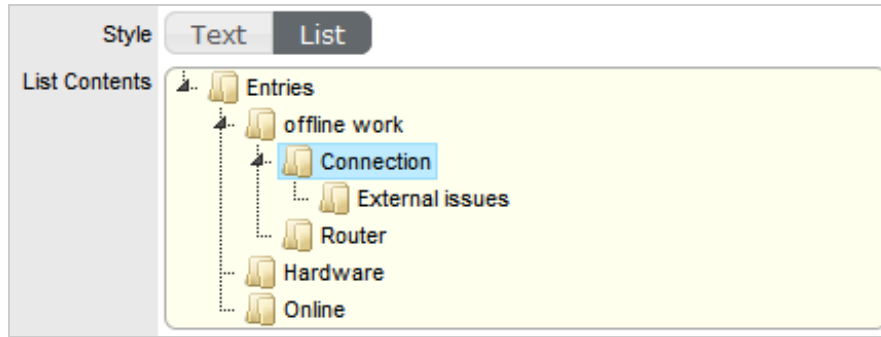 Style Text List
List Contents Entries
offline work
Connection
External issues
Router
Hardware
Online